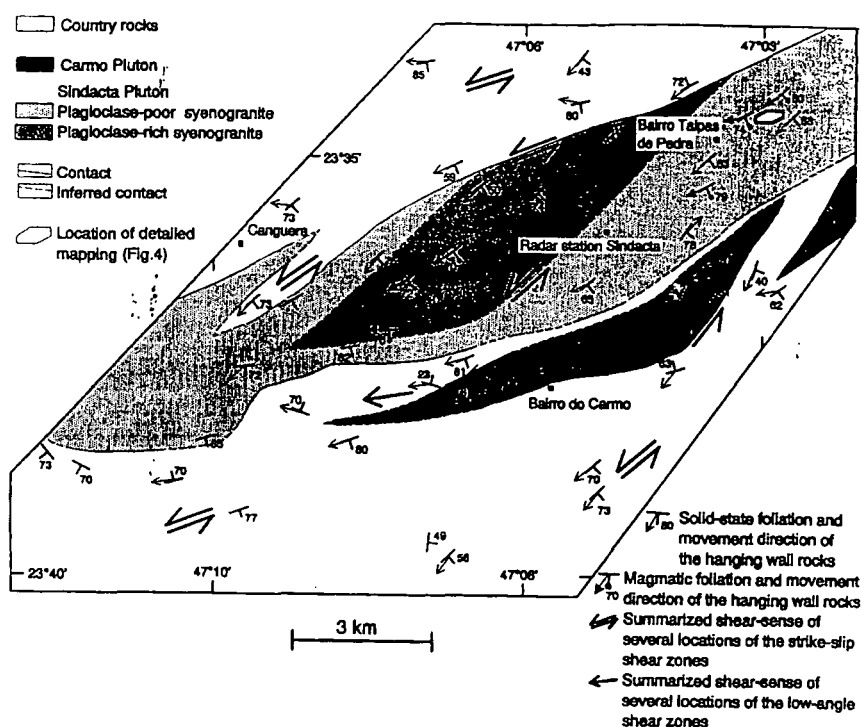 Country rocks
Carmo Pluton
Sindacta Pluton
Plagioclase-poor syenogranite
Plagioclase-rich syenogranite
Contact
Inferred contact
Location of detailed
mapping (Fig.4)
47°06'
47°03'
85
43
72
80
Bairro Taipas
de Pedra
74
23°35'
59
73
Canguera
79
Radar station Sindacta
78
73
40
62
23
70
Bairro do Carmo
80
73
70
70
70
73
77
49
56
23°40'
47°10'
47°06'
3 km
80 Solid-state foliation and
movement direction of
the hanging wall rocks
Magmatic foliation and movement
70 direction of the hanging wall rocks
Summarized shear-sense of
several locations of the strike-slip
shear zones
Summarized shear-sense of
several locations of the low-angle
shear zones